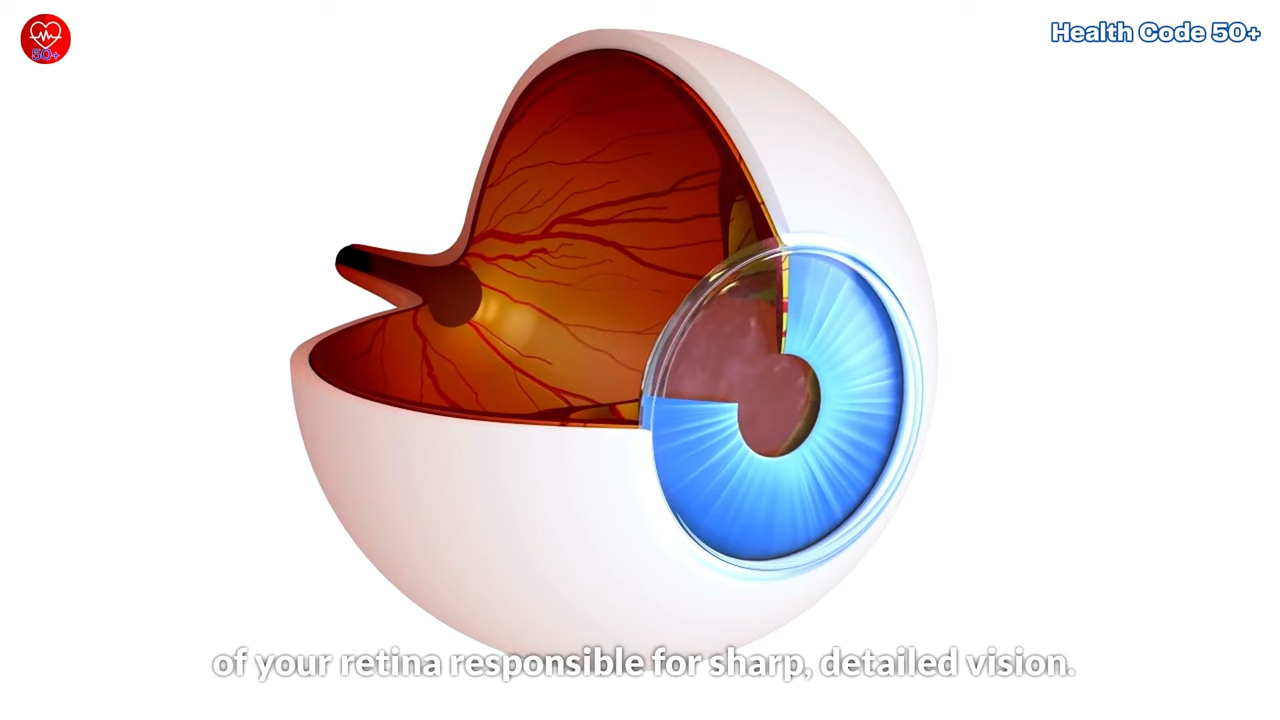 50+
Health Code 50+
of your retina responsible for sharp, detailed vision.